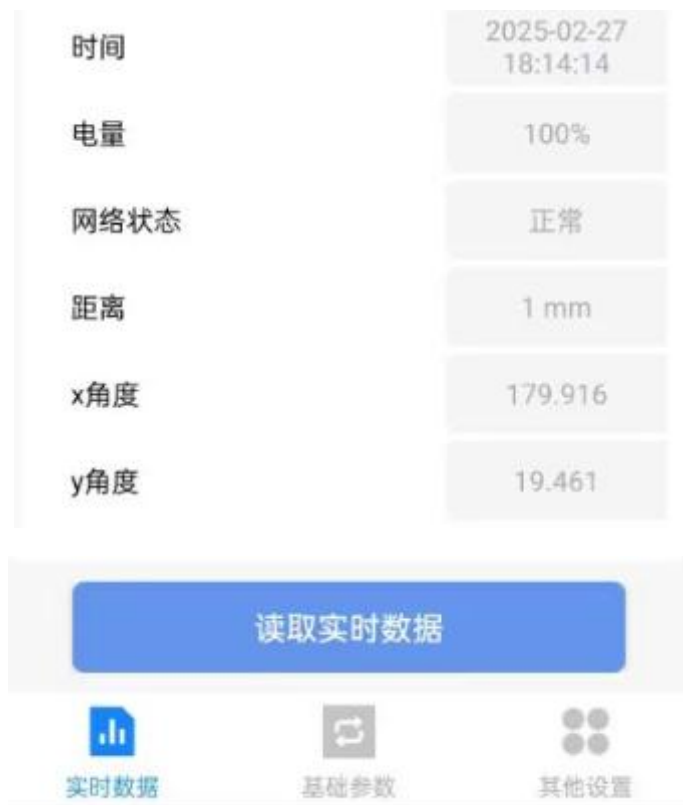 时间
2025-02-27
18:14:14
电量
100%
网络状态
正常
距离
1 mm
x角度
179.916
y角度
19.461
读取实时数据
实时数据
基础参数
其他设置